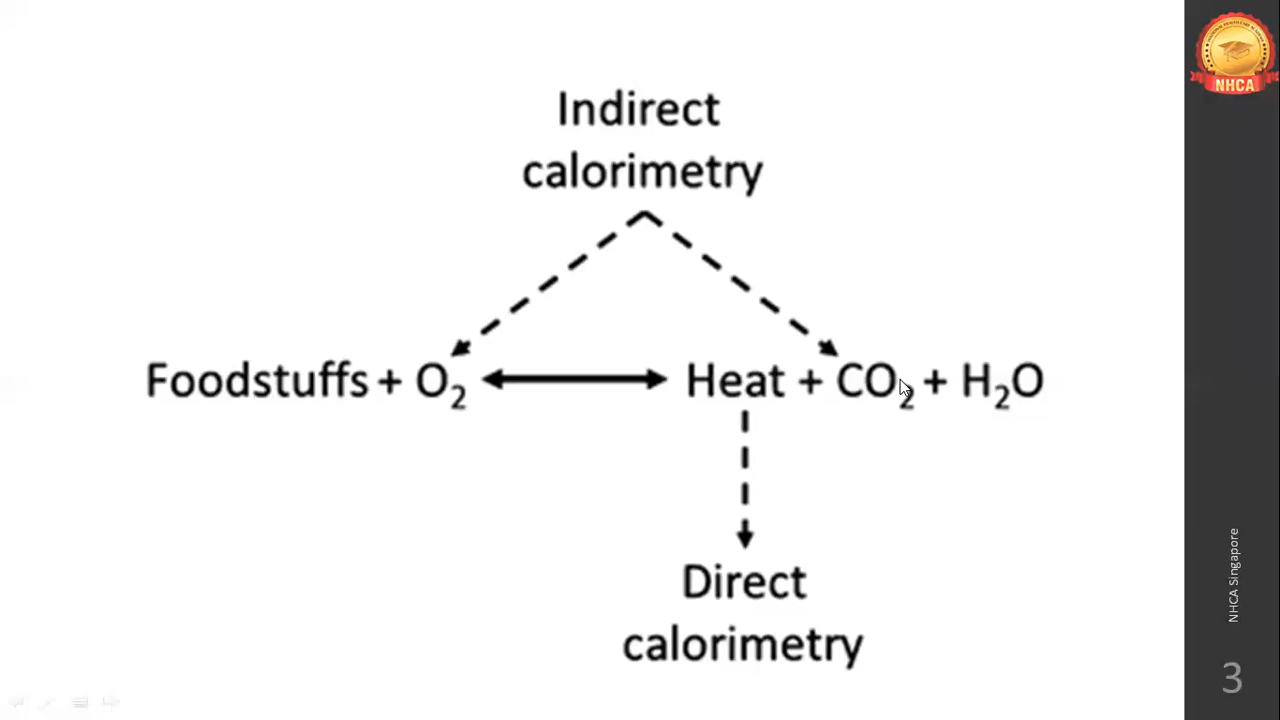 NHCA
Indirect
calorimetry
Foodstuffs + O₂ Heat + CO₂ + H₂O
Direct
calorimetry
NHCA Singapore
3